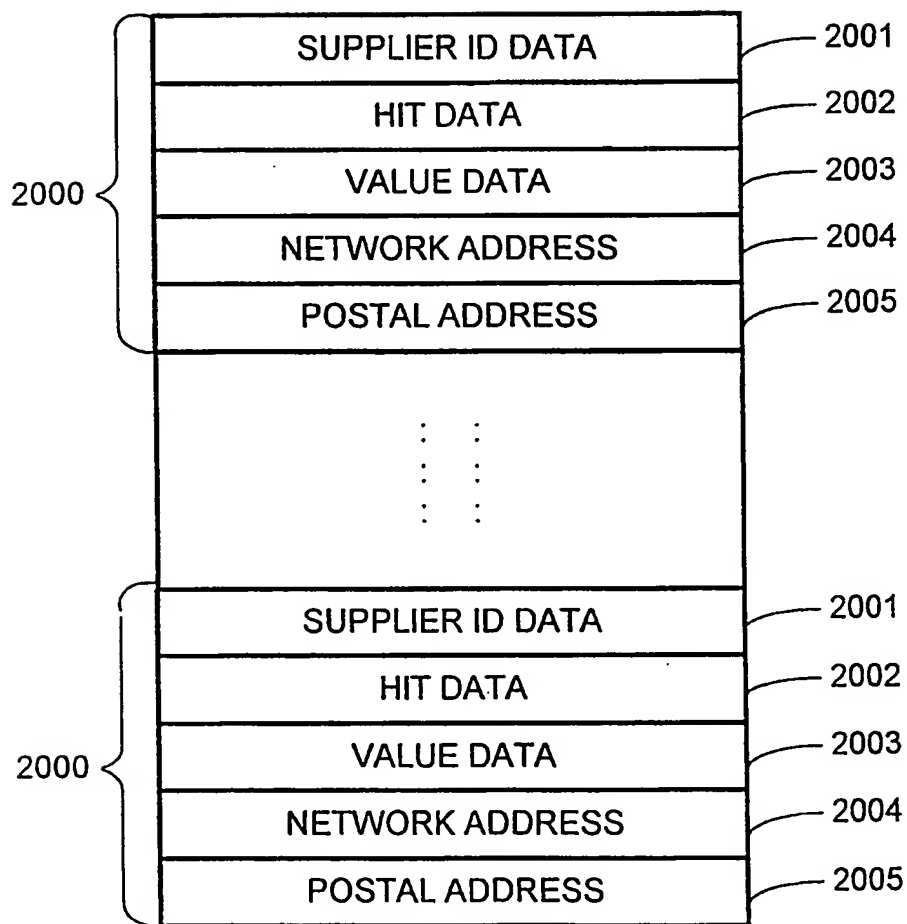 SUPPLIER ID DATA 2001
HIT DATA 2002
2000 VALUE DATA 2003
NETWORK ADDRESS 2004
POSTAL ADDRESS 2005
SUPPLIER ID DATA 2001
HIT DATA 2002
2000 VALUE DATA 2003
NETWORK ADDRESS 2004
POSTAL ADDRESS 2005